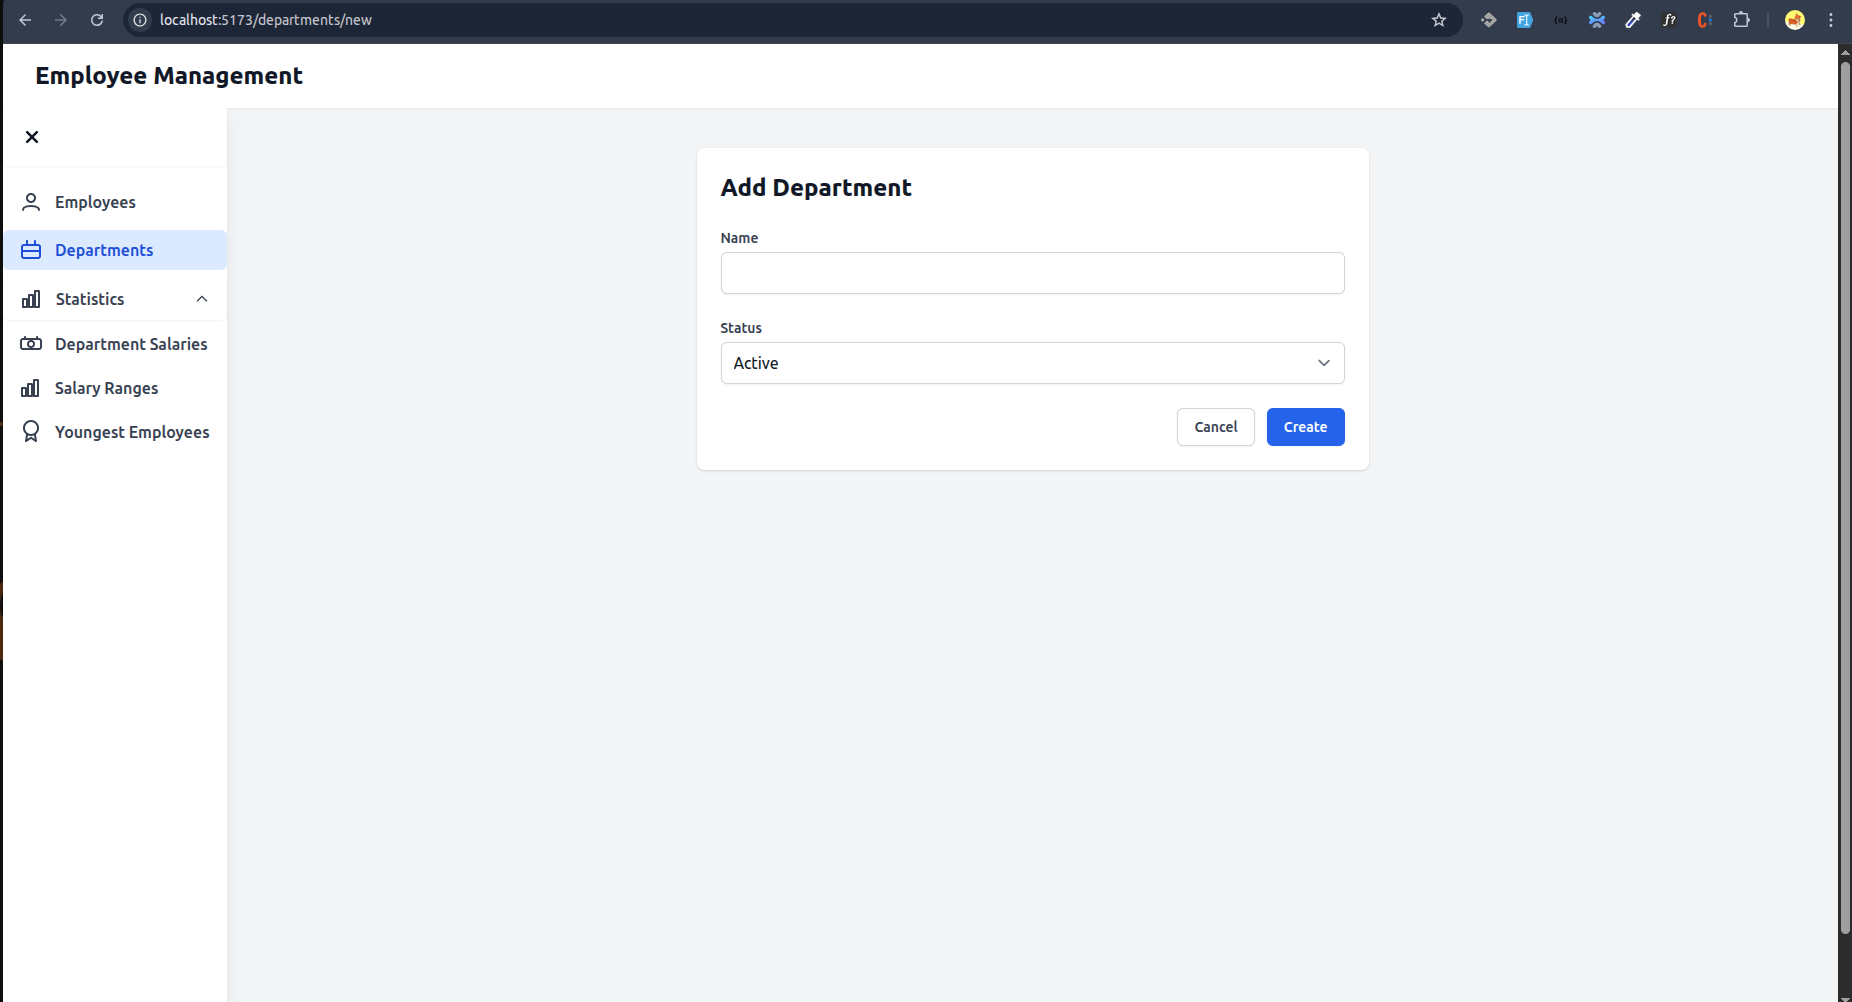 localhost:5173/departments/new
Employee Management
Employees
Departments
Statistics
Department Salaries
Salary Ranges
Youngest Employees
Add Department
Name
Status
Active
Cancel
Create